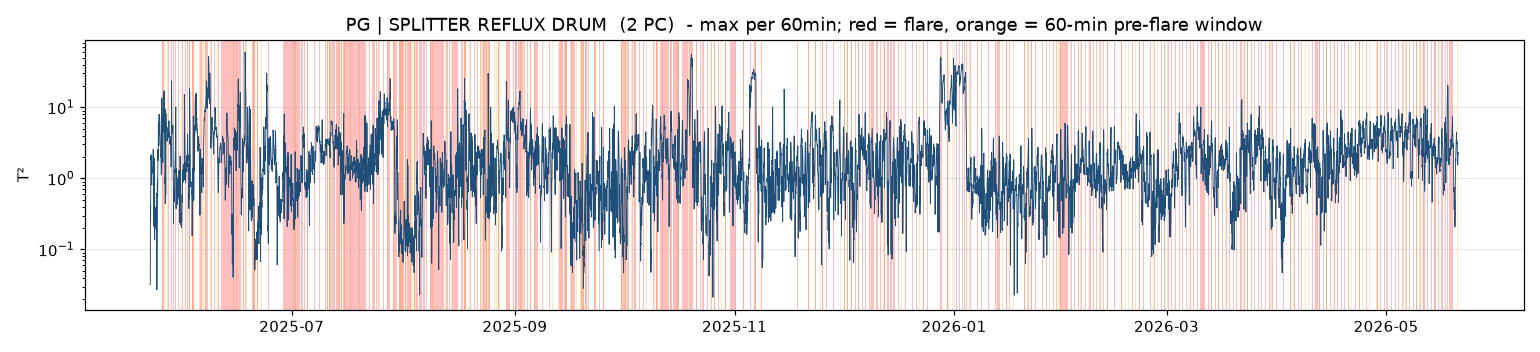 PG | SPLITTER REFLUX DRUM (2 PC) - max per 60min; red = flare, orange = 60-min pre-flare window
T²
10¹
10⁰
10⁻¹
2025-07 2025-09 2025-11 2026-01 2026-03 2026-05